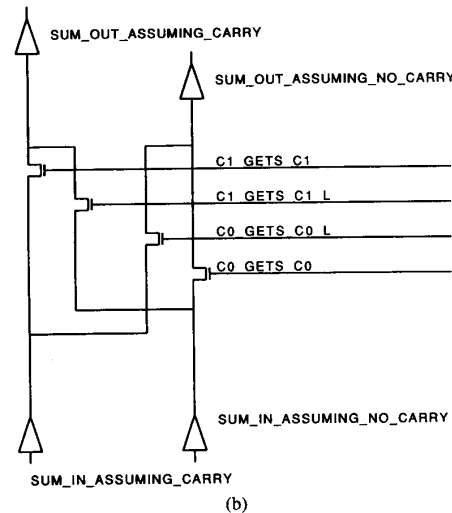 SUM_OUT_ASSUMING_CARRY
SUM_OUT_ASSUMING_NO_CARRY
C1 GETS C1
C1 GETS C1 L
C0 GETS C0 L
C0 GETS C0
SUM_IN_ASSUMING_NO_CARRY
SUM_IN_ASSUMING_CARRY
(b)